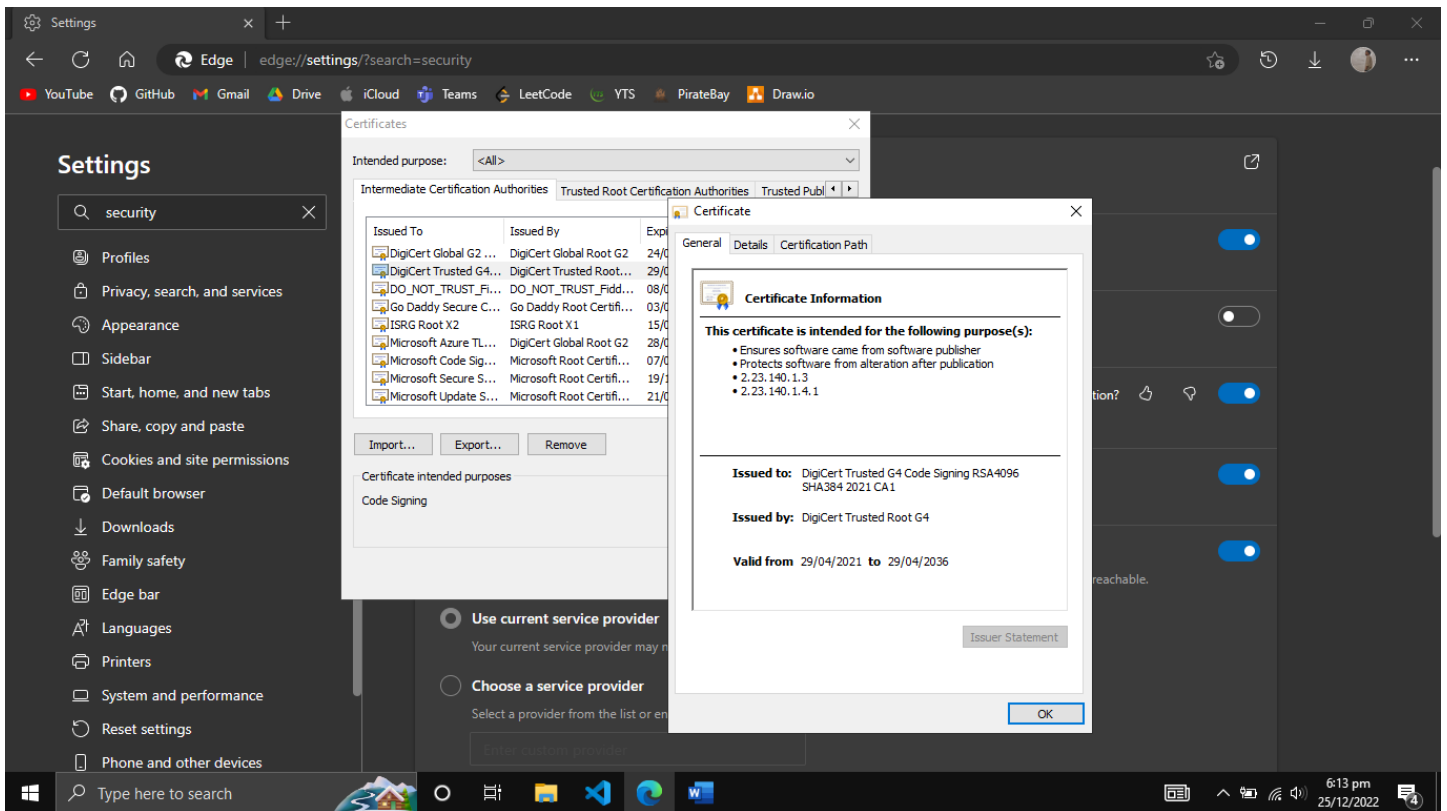 Settings
Edge
edge://settings/?search=security
YouTube GitHub Gmail Drive iCloud Teams LeetCode YTS PirateBay Draw.io
Settings
security
Profiles
Privacy, search, and services
Appearance
Sidebar
Start, home, and new tabs
Share, copy and paste
Cookies and site permissions
Default browser
Downloads
Family safety
Edge bar
Languages
Printers
System and performance
Reset settings
Phone and other devices
Certificates
Intended purpose: <All>
Intermediate Certification Authorities Trusted Root Certification Authorities Trusted Publ
Issued To Issued By Expi
DigiCert Global G2 ... DigiCert Global Root G2 24/0
DigiCert Trusted G4... DigiCert Trusted Root... 29/0
DO_NOT_TRUST_Fi... DO_NOT_TRUST_Fidd... 08/0
Go Daddy Secure C... Go Daddy Root Certifi... 03/0
ISRG Root X2 ISRG Root X1 15/0
Microsoft Azure TL... DigiCert Global Root G2 28/0
Microsoft Code Sig... Microsoft Root Certifi... 07/0
Microsoft Secure S... Microsoft Root Certifi... 19/1
Microsoft Update S... Microsoft Root Certifi... 21/0
Import... Export... Remove
Certificate intended purposes
Code Signing
Certificate
General Details Certification Path
Certificate Information
This certificate is intended for the following purpose(s):
• Ensures software came from software publisher
• Protects software from alteration after publication
• 2.23.140.1.3
• 2.23.140.1.4.1
Issued to: DigiCert Trusted G4 Code Signing RSA4096
SHA384 2021 CA1
Issued by: DigiCert Trusted Root G4
Valid from 29/04/2021 to 29/04/2036
Issuer Statement
OK
tion?
reachable.
Use current service provider
Your current service provider may n
Choose a service provider
Select a provider from the list or en
Enter custom provider
Type here to search
6:13 pm
25/12/2022
4